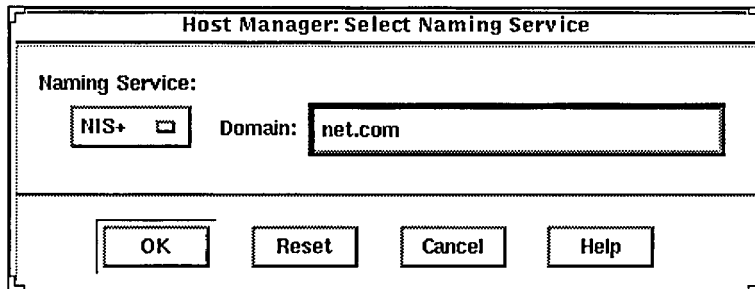 Host Manager: Select Naming Service
Naming Service:
NIS+ Domain: net.com
OK Reset Cancel Help